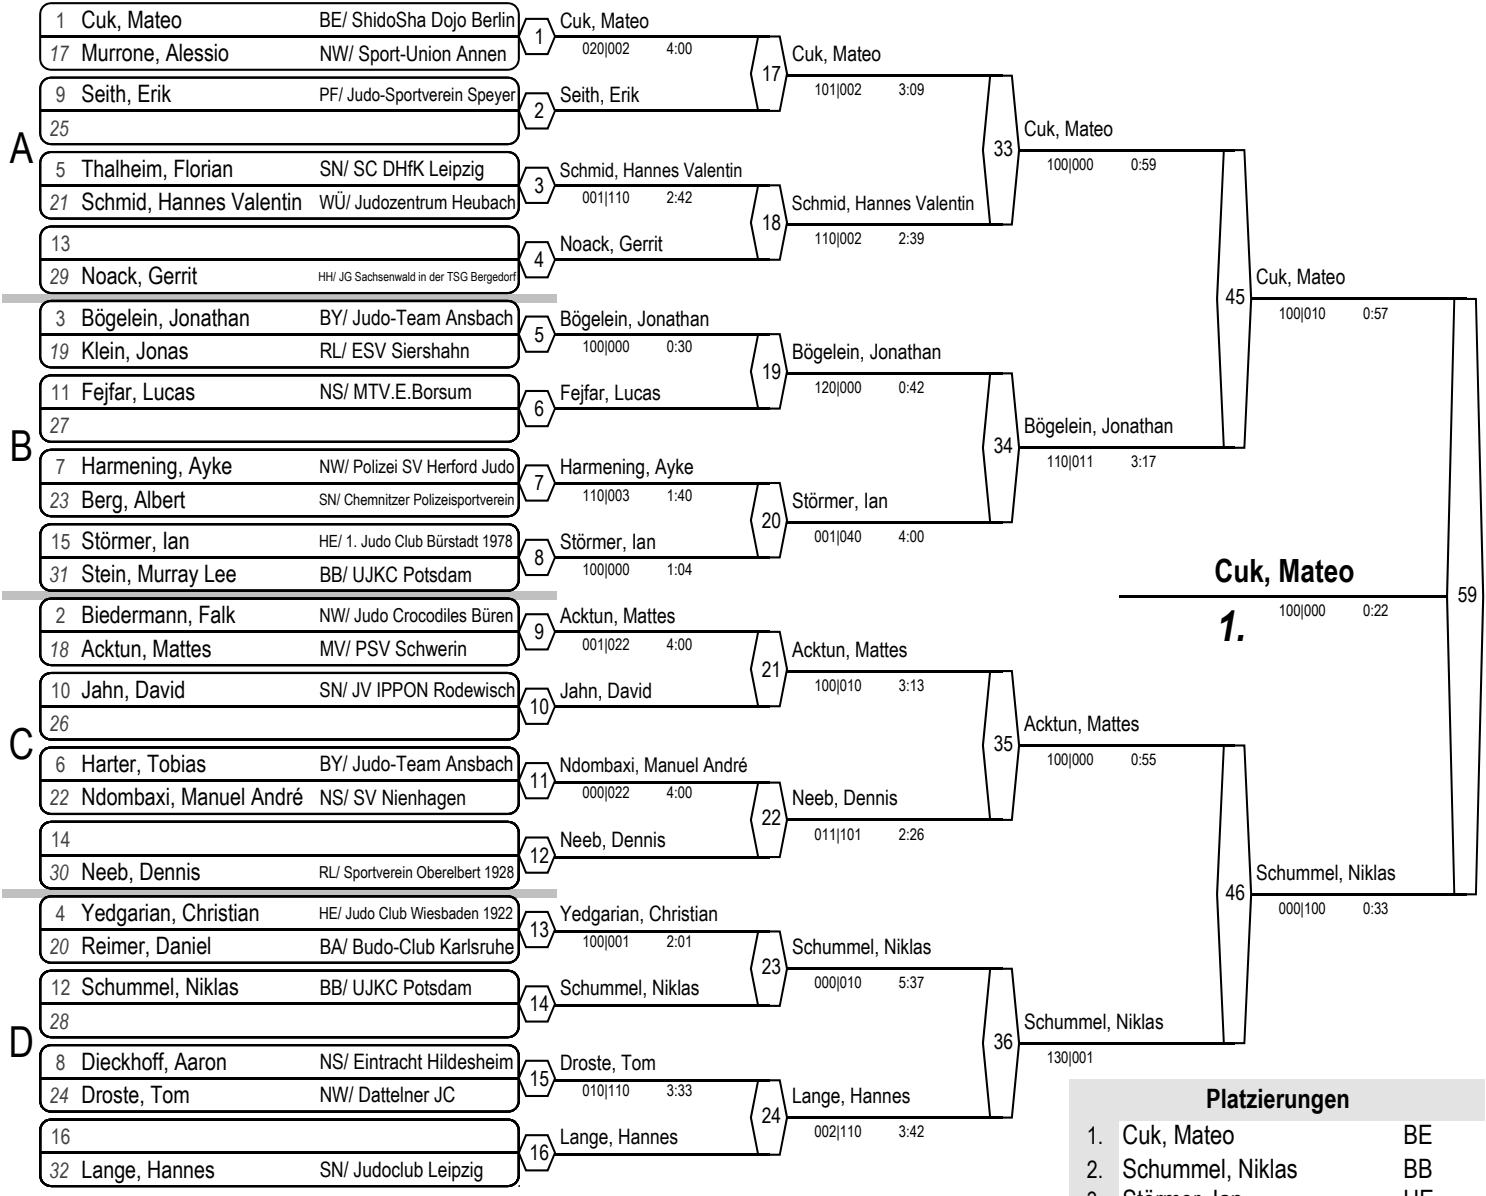 A
1 Cuk, Mateo BE/ ShidoSha Dojo Berlin
17 Murrone, Alessio NW/ Sport-Union Annen
9 Seith, Erik PF/ Judo-Sportverein Speyer
25
5 Thalheim, Florian SN/ SC DHfK Leipzig
21 Schmid, Hannes Valentin WÜ/ Judozentrum Heubach
13
29 Noack, Gerrit HH/ JG Sachsenwald in der TSG Bergedorf
B
3 Bögelein, Jonathan BY/ Judo-Team Ansbach
19 Klein, Jonas RL/ ESV Siershahn
11 Fejfar, Lucas NS/ MTV.E.Borsum
27
7 Harmening, Ayke NW/ Polizei SV Herford Judo
23 Berg, Albert SN/ Chemnitzer Polizeisportverein
15 Störmer, Ian HE/ 1. Judo Club Bürstadt 1978
31 Stein, Murray Lee BB/ UJKC Potsdam
C
2 Biedermann, Falk NW/ Judo Crocodiles Büren
18 Acktun, Mattes MV/ PSV Schwerin
10 Jahn, David SN/ JV IPPON Rodewisch
26
6 Harter, Tobias BY/ Judo-Team Ansbach
22 Ndombaxi, Manuel André NS/ SV Nienhagen
14
30 Neeb, Dennis RL/ Sportverein Oberelbert 1928
D
4 Yedgarian, Christian HE/ Judo Club Wiesbaden 1922
20 Reimer, Daniel BA/ Budo-Club Karlsruhe
12 Schummel, Niklas BB/ UJKC Potsdam
28
8 Dieckhoff, Aaron NS/ Eintracht Hildesheim
24 Droste, Tom NW/ Dattelner JC
16
32 Lange, Hannes SN/ Judoclub Leipzig
1 Cuk, Mateo
020|002 4:00
2 Seith, Erik
3 Schmid, Hannes Valentin
001|110 2:42
4 Noack, Gerrit
5 Bögelein, Jonathan
100|000 0:30
6 Fejfar, Lucas
7 Harmening, Ayke
110|003 1:40
8 Störmer, Ian
100|000 1:04
9 Acktun, Mattes
001|022 4:00
10 Jahn, David
11 Ndombaxi, Manuel André
000|022 4:00
12 Neeb, Dennis
13 Yedgarian, Christian
100|001 2:01
14 Schummel, Niklas
15 Droste, Tom
010|110 3:33
16 Lange, Hannes
17 Cuk, Mateo
101|002 3:09
18 Schmid, Hannes Valentin
110|002 2:39
19 Bögelein, Jonathan
120|000 0:42
20 Störmer, Ian
001|040 4:00
21 Acktun, Mattes
100|010 3:13
22 Neeb, Dennis
011|101 2:26
23 Schummel, Niklas
000|010 5:37
24 Lange, Hannes
002|110 3:42
33 Cuk, Mateo
100|000 0:59
34 Bögelein, Jonathan
110|011 3:17
35 Acktun, Mattes
100|000 0:55
36 Schummel, Niklas
130|001
45 Cuk, Mateo
100|010 0:57
46 Schummel, Niklas
000|100 0:33
59 Cuk, Mateo
1. 100|000 0:22
Platzierungen
1. Cuk, Mateo BE
2. Schummel, Niklas BB